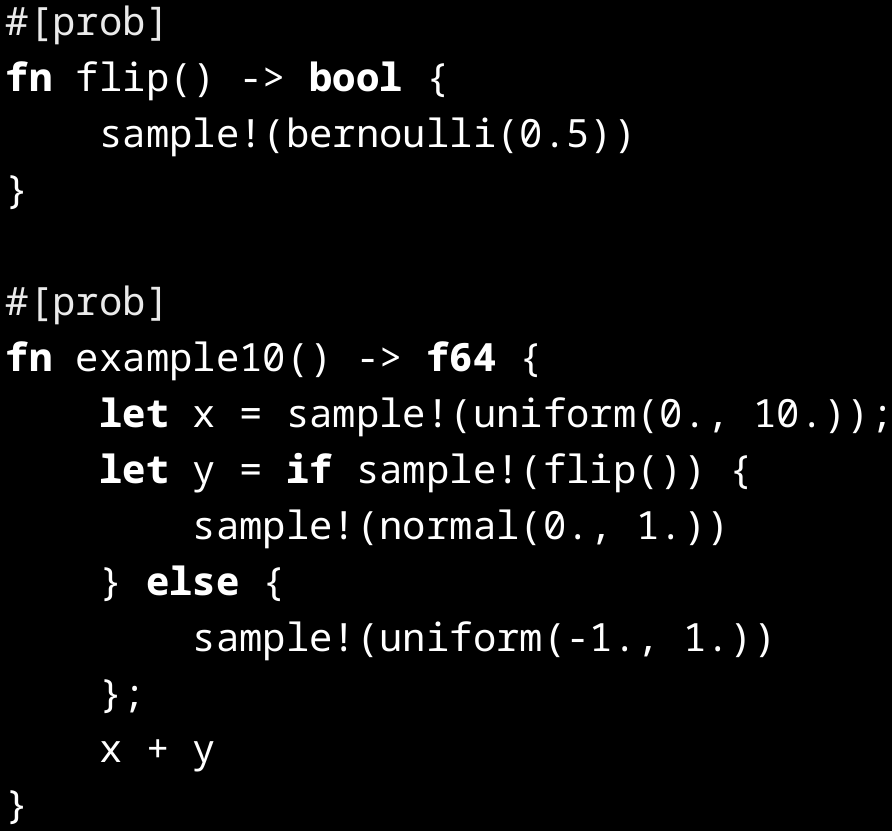 #[prob]
fn flip() -> bool {
    sample!(bernoulli(0.5))
}

#[prob]
fn example10() -> f64 {
    let x = sample!(uniform(0., 10.));
    let y = if sample!(flip()) {
        sample!(normal(0., 1.))
    } else {
        sample!(uniform(-1., 1.))
    };
    x + y
}